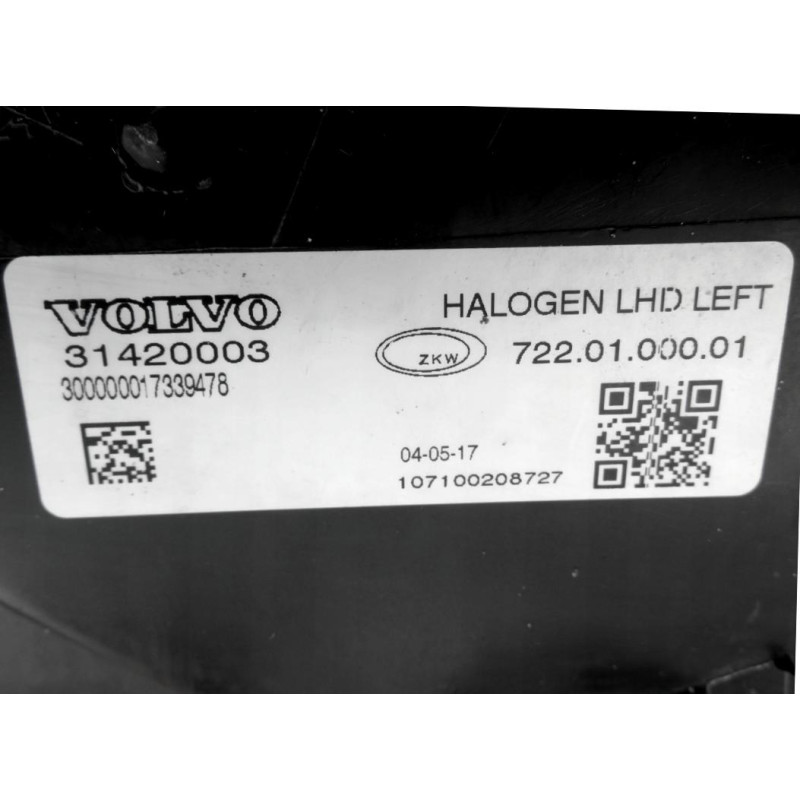 VOLVO
31420003
300000017339478
HALOGEN LHD LEFT
ZKW
722.01.000.01
04-05-17
107100208727